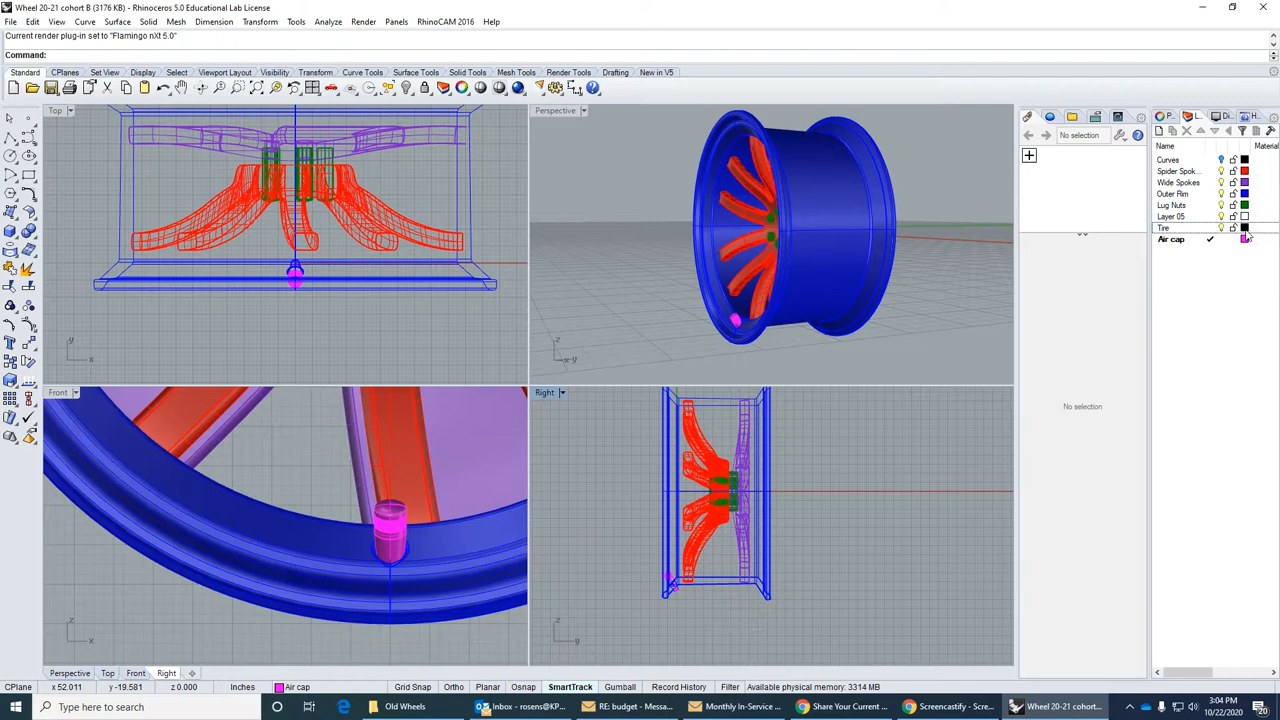 Wheel 20-21 cohort B (3176 KB) - Rhinoceros 5.0 Educational Lab License
File Edit View Curve Surface Solid Mesh Dimension Transform Tools Analyze Render Panels RhinoCAM 2016 Help
Current render plug-in set to "Flamingo nXt 5.0"
Command:
Standard CPlanes Set View Display Select Viewport Layout Visibility Transform Curve Tools Surface Tools Solid Tools Mesh Tools Render Tools Drafting New in V5
Top
Perspective
P... L... Di... H...
No selection
Name Material
Curves
Spider Spok...
Wide Spokes
Outer Rim
Lug Nuts
Layer 05
Tire
Air cap
y
x
z
x y
Front
Right
No selection
z
x
z
y
Perspective Top Front Right
CPlane x 52.011 y -19.581 z 0.000 Inches Air cap Grid Snap Ortho Planar Osnap SmartTrack Gumball Record History Filter Available physical memory: 3314 MB
Type here to search
Old Wheels
Inbox - rosens@KP...
RE: budget - Messa...
Monthly In-Service ...
Share Your Current ...
Screencastify - Scre...
Wheel 20-21 cohort...
3:04 PM
10/22/2020